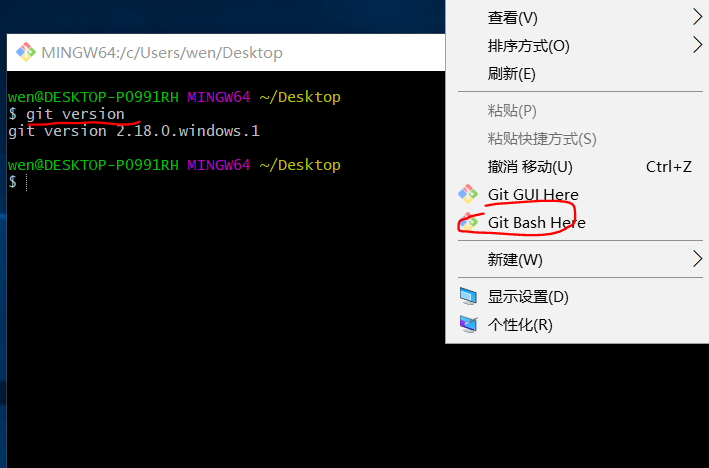 MINGW64:/c/Users/wen/Desktop
wen@DESKTOP-PO991RH MINGW64 ~/Desktop
$ git version
git version 2.18.0.windows.1
wen@DESKTOP-PO991RH MINGW64 ~/Desktop
$
查看(V)
排序方式(O)
刷新(E)
粘贴(P)
粘贴快捷方式(S)
撤消 移动(U) Ctrl+Z
Git GUI Here
Git Bash Here
新建(W)
显示设置(D)
个性化(R)